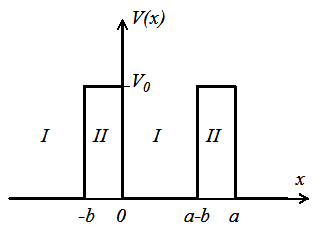 V(x)
V0
I II I II
x
-b 0 a-b a